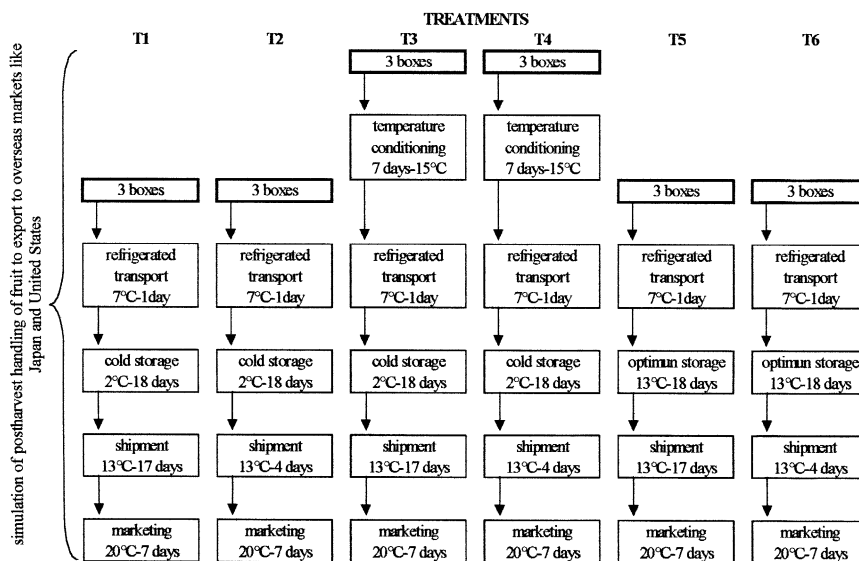 TREATMENTS
T1 T2 T3 T4 T5 T6
simulation of postharvest handling of fruit to export to overseas markets like
Japan and United States
3 boxes 3 boxes
temperature temperature
conditioning conditioning
7 days-15°C 7 days-15°C
3 boxes 3 boxes 3 boxes 3 boxes
refrigerated refrigerated refrigerated refrigerated refrigerated refrigerated
transport transport transport transport transport transport
7°C-1day 7°C-1day 7°C-1day 7°C-1day 7°C-1day 7°C-1day
cold storage cold storage cold storage cold storage optimun storage optimun storage
2°C-18 days 2°C-18 days 2°C-18 days 2°C-18 days 13°C-18 days 13°C-18 days
shipment shipment shipment shipment shipment shipment
13°C-17 days 13°C-4 days 13°C-17 days 13°C-4 days 13°C-17 days 13°C-4 days
marketing marketing marketing marketing marketing marketing
20°C-7 days 20°C-7 days 20°C-7 days 20°C-7 days 20°C-7 days 20°C-7 days